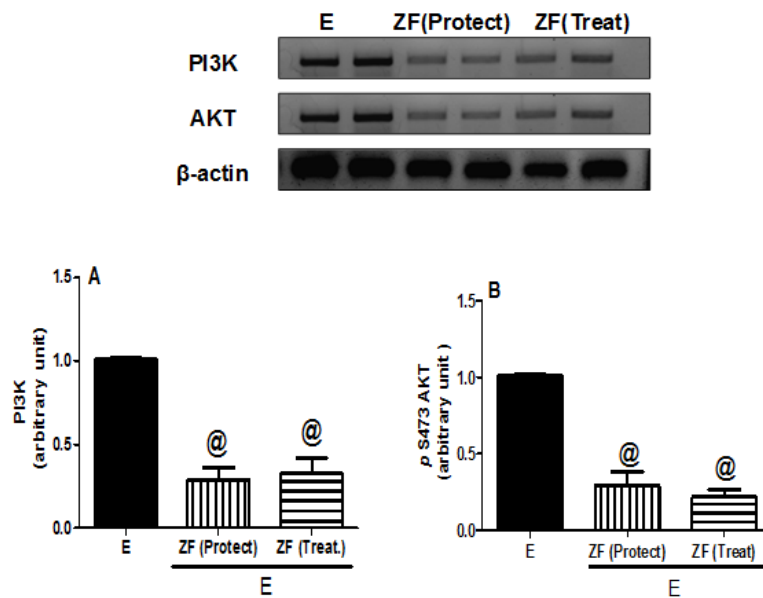 E ZF(Protect) ZF(Treat)
PI3K
AKT
β-actin
A
1.5
1.0
0.5
0.0
PI3K
(arbitrary unit)
@
@
E ZF (Protect) ZF (Treat.)
E
B
1.5
1.0
0.5
0.0
p S473 AKT
(arbitrary unit )
@
@
E ZF (Protect) ZF (Treat)
E